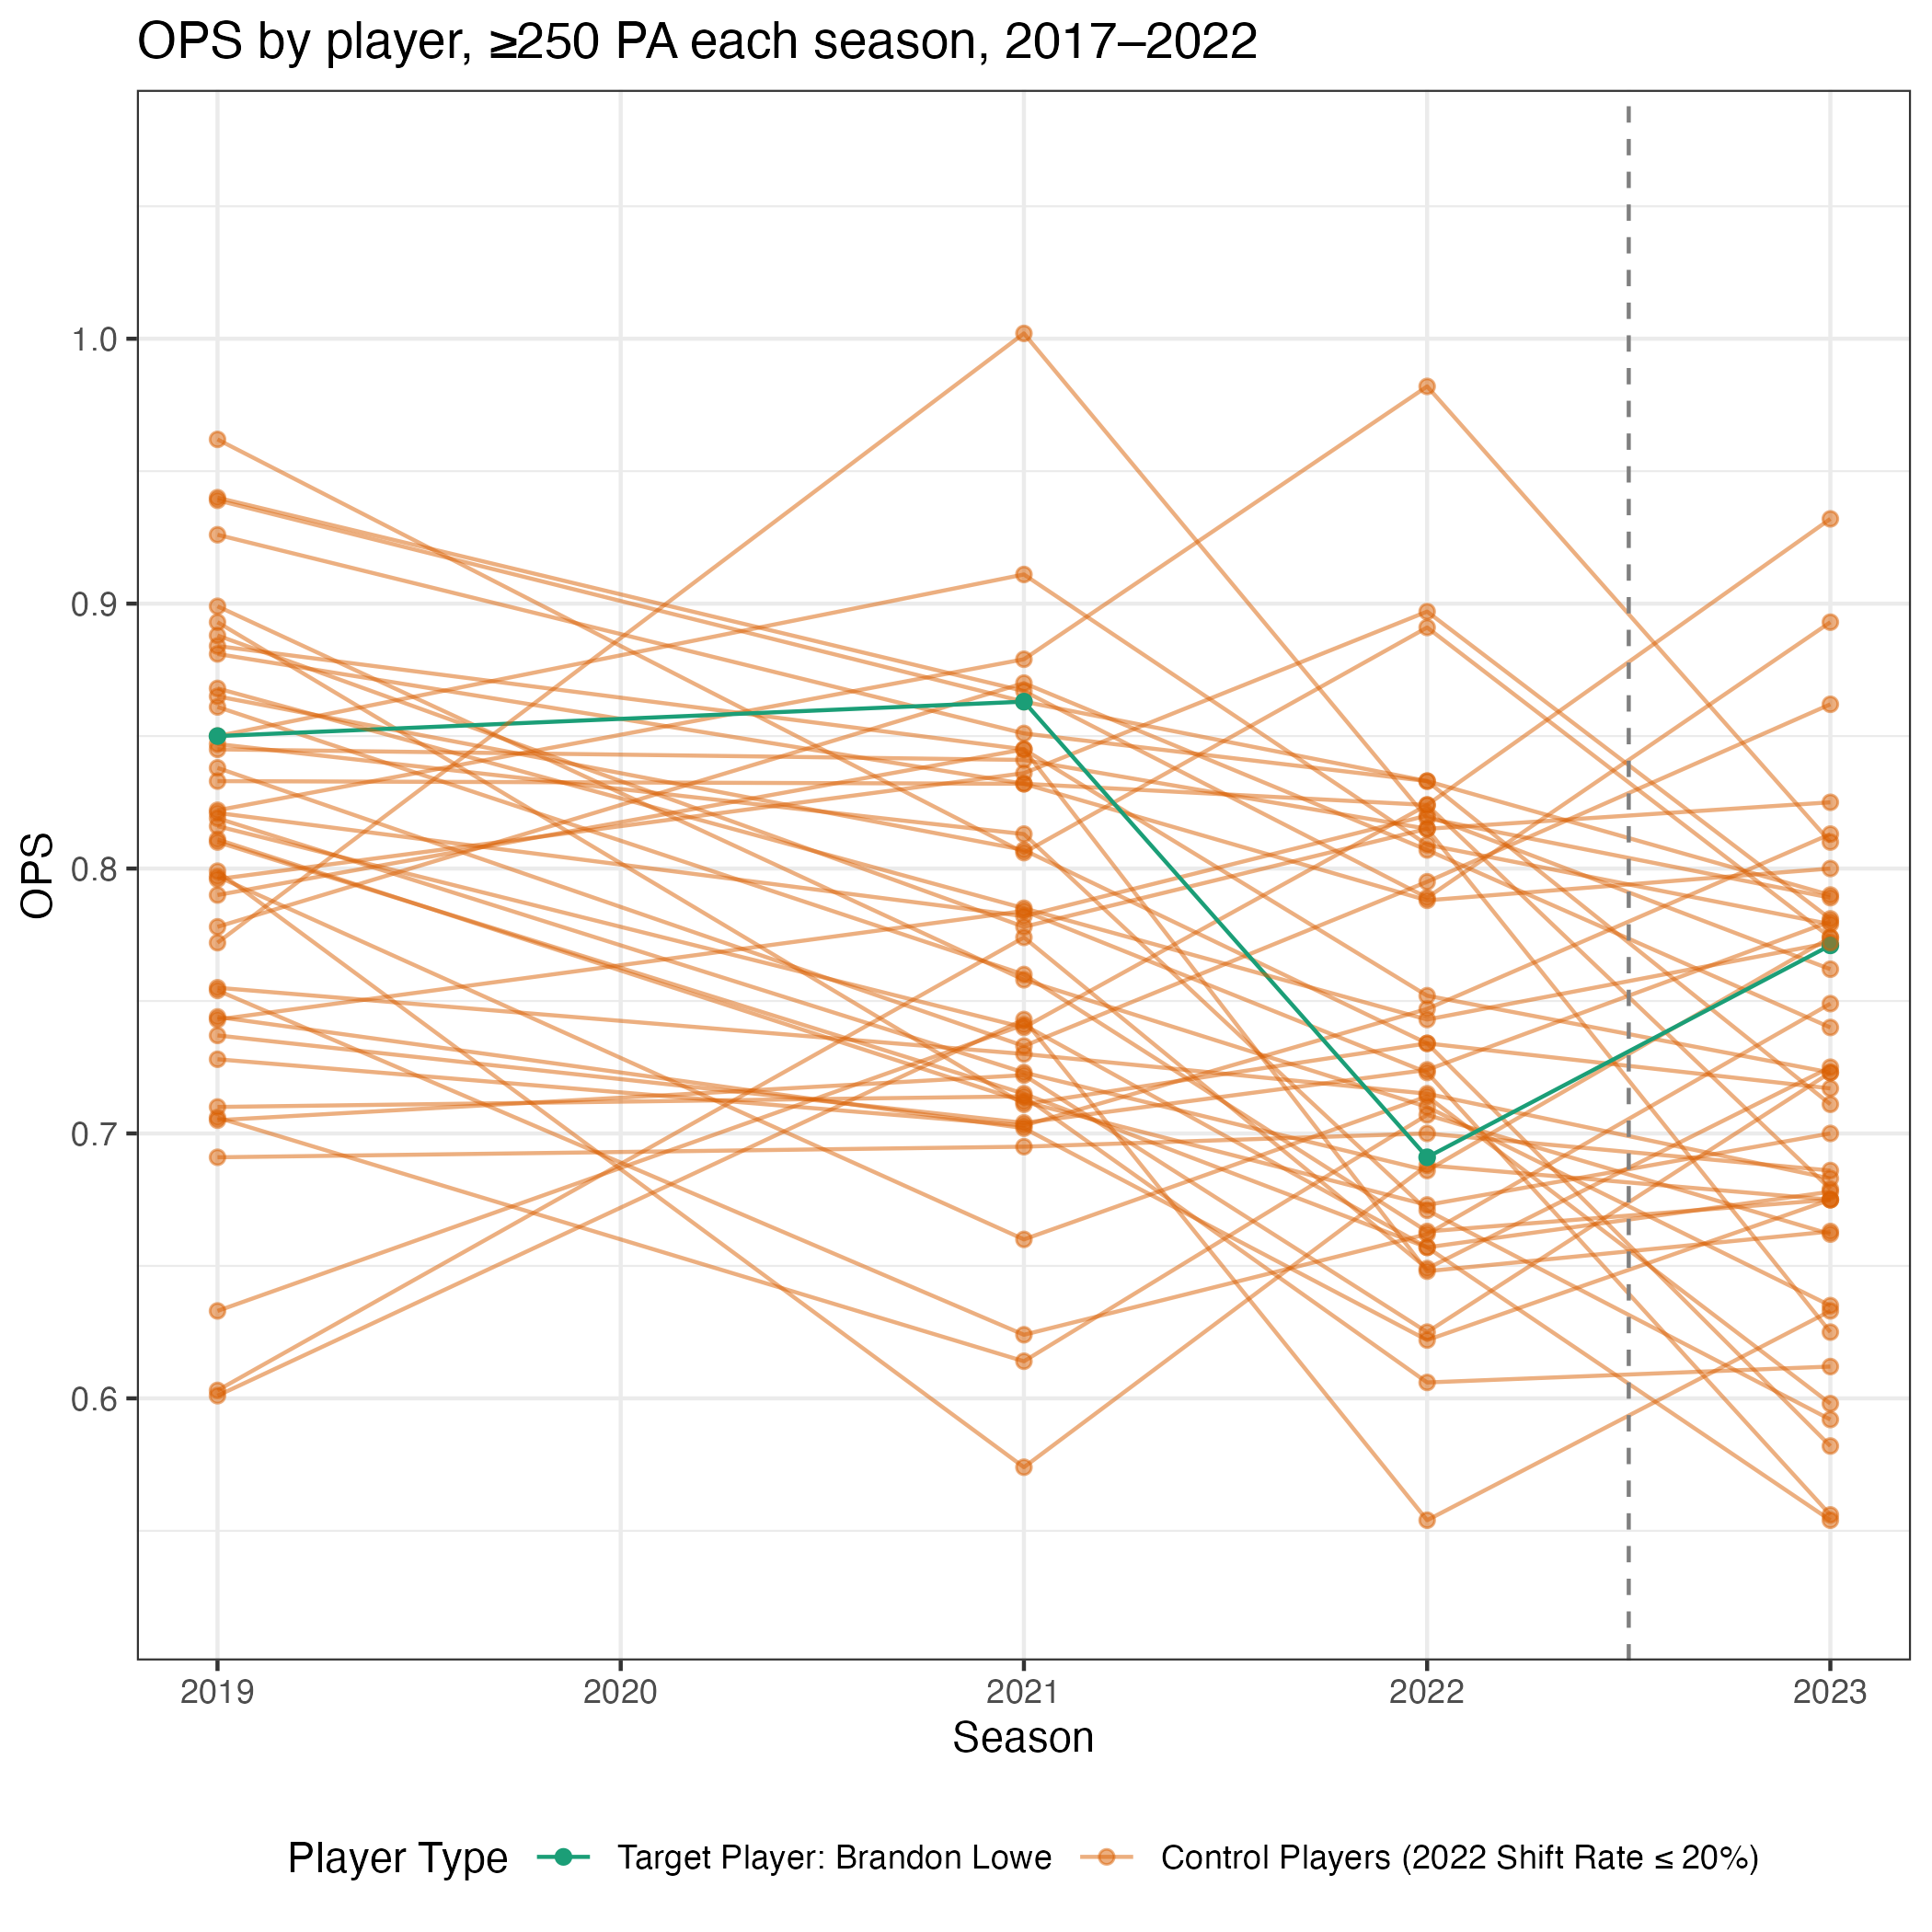 OPS by player, ≥250 PA each season, 2017–2022
OPS
1.0
0.9
0.8
0.7
0.6
2019 2020 2021 2022 2023
Season
Player Type Target Player: Brandon Lowe Control Players (2022 Shift Rate ≤ 20%)